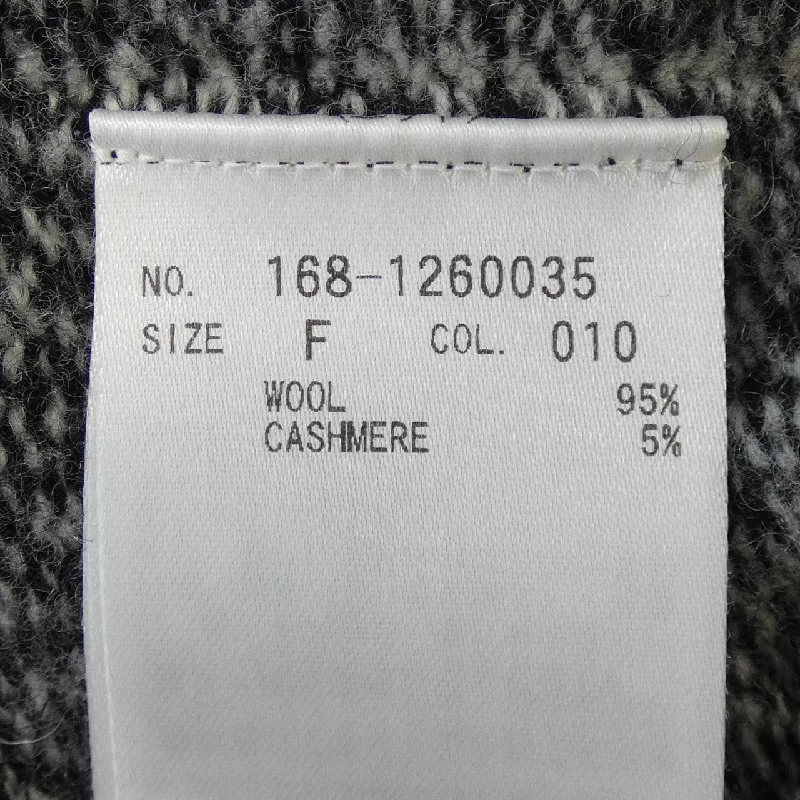 NO. 168-1260035
SIZE F COL. 010
WOOL 95%
CASHMERE 5%